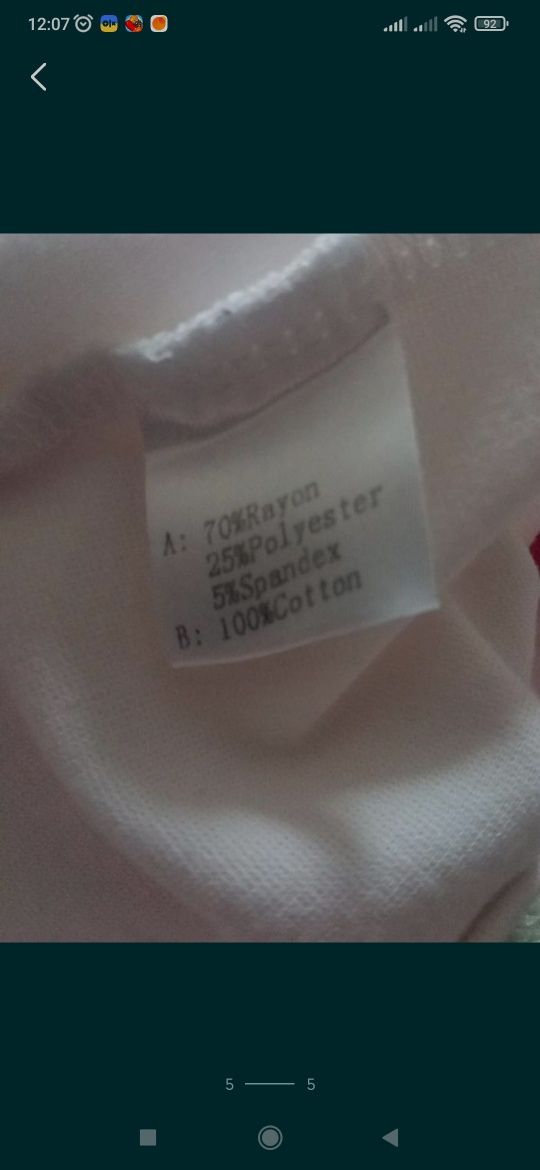 12:07
92
A: 70%Rayon
25%Polyester
5%Spandex
B: 100%Cotton
5
5